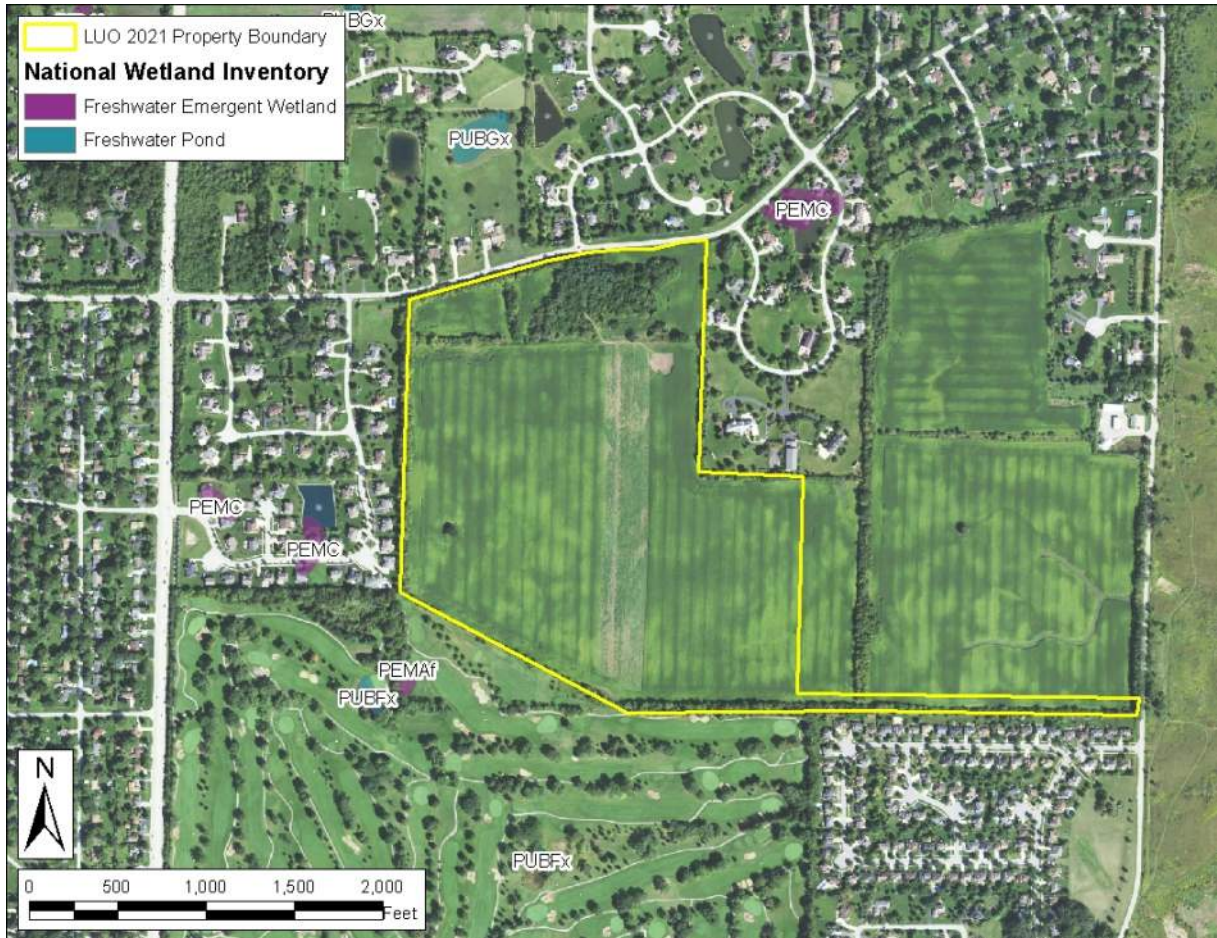 PUBGx
LUO 2021 Property Boundary
National Wetland Inventory
Freshwater Emergent Wetland
Freshwater Pond
PUBGx
PEMC
PEMC
PEMC
PEMAf
PUBFx
N
PUBFx
0 500 1,000 1,500 2,000
Feet